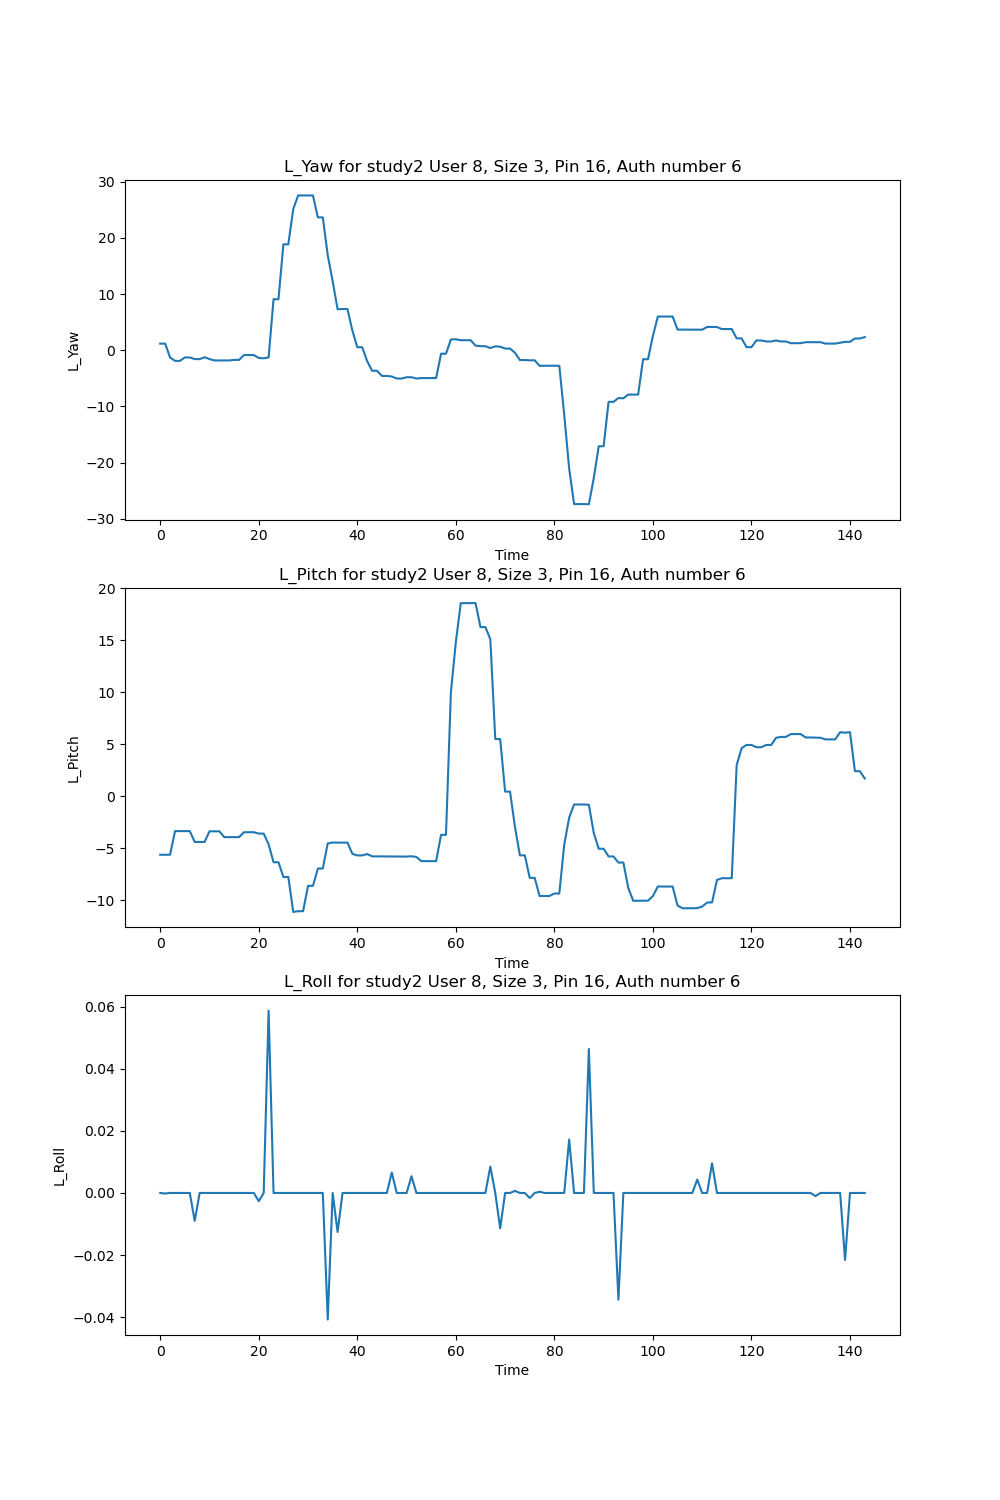 L_Yaw for study2 User 8, Size 3, Pin 16, Auth number 6
30
20
10
0
−10
−20
−30
L_Yaw
0 20 40 60 80 100 120 140
Time
L_Pitch for study2 User 8, Size 3, Pin 16, Auth number 6
20
15
10
5
0
−5
−10
L_Pitch
0 20 40 60 80 100 120 140
Time
L_Roll for study2 User 8, Size 3, Pin 16, Auth number 6
0.06
0.04
0.02
0.00
−0.02
−0.04
L_Roll
0 20 40 60 80 100 120 140
Time